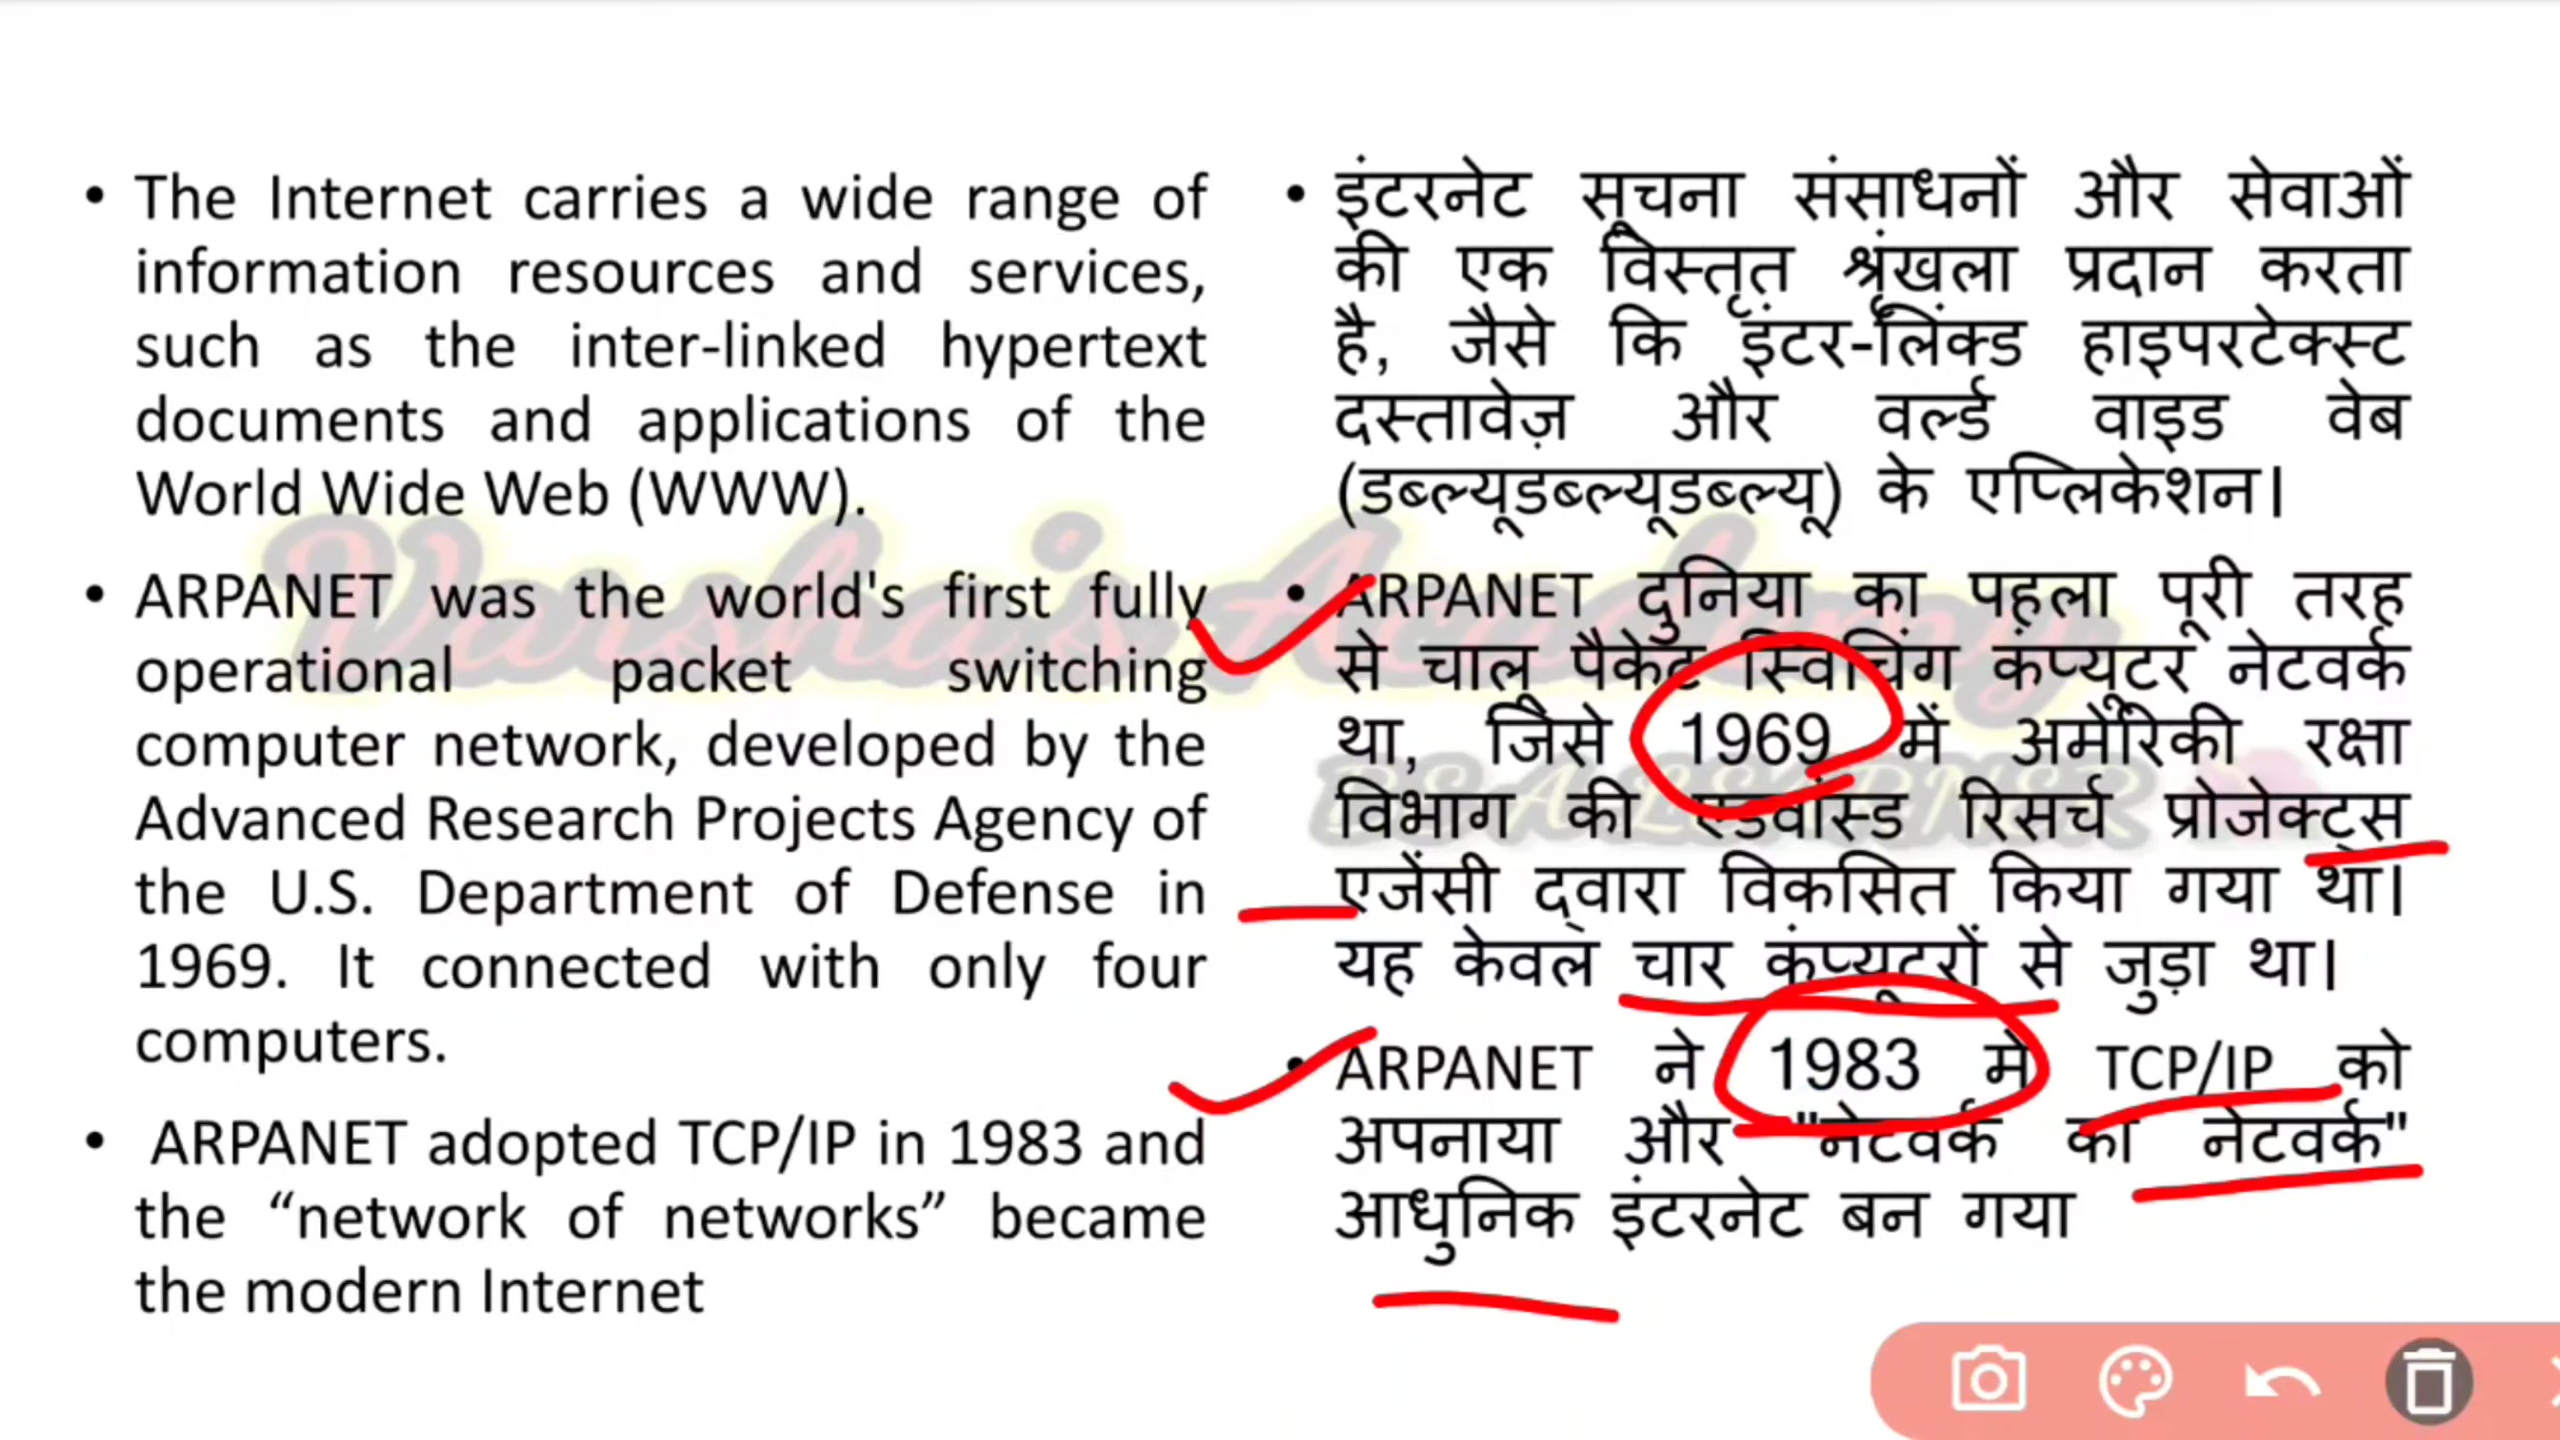 • The Internet carries a wide range of
information resources and services,
such as the inter-linked hypertext
documents and applications of the
World Wide Web (WWW).
• ARPANET was the world's first fully
operational packet switching
computer network, developed by the
Advanced Research Projects Agency of
the U.S. Department of Defense in
1969. It connected with only four
computers.
• ARPANET adopted TCP/IP in 1983 and
the “network of networks” became
the modern Internet
• इंटरनेट सूचना संसाधनों और सेवाओं
की एक विस्तृत श्रृंखला प्रदान करता
है, जैसे कि इंटर-लिंक्ड हाइपरटेक्स्ट
दस्तावेज़ और वर्ल्ड वाइड वेब
(डब्ल्यूडब्ल्यूडब्ल्यू) के एप्लिकेशन।
• ARPANET दुनिया का पहला पूरी तरह
से चालू पैकेट स्विचिंग कंप्यूटर नेटवर्क
था, जिसे 1969 में अमेरिकी रक्षा
विभाग की एडवांस्ड रिसर्च प्रोजेक्ट्स
एजेंसी द्वारा विकसित किया गया था।
यह केवल चार कंप्यूटरों से जुड़ा था।
• ARPANET ने 1983 में TCP/IP को
अपनाया और "नेटवर्क का नेटवर्क"
आधुनिक इंटरनेट बन गया
Varsha's Academy